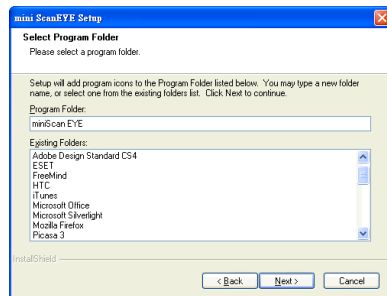 mini ScanEYE Setup
Select Program Folder
Please select a program folder.
Setup will add program icons to the Program Folder listed below. You may type a new folder
name, or select one from the existing folders list. Click Next to continue.
Program Folder:
miniScan EYE
Existing Folders:
Adobe Design Standard CS4
ESET
FreeMind
HTC
iTunes
Microsoft Office
Microsoft Silverlight
Mozilla Firefox
Picasa 3
InstallShield
< Back Next > Cancel